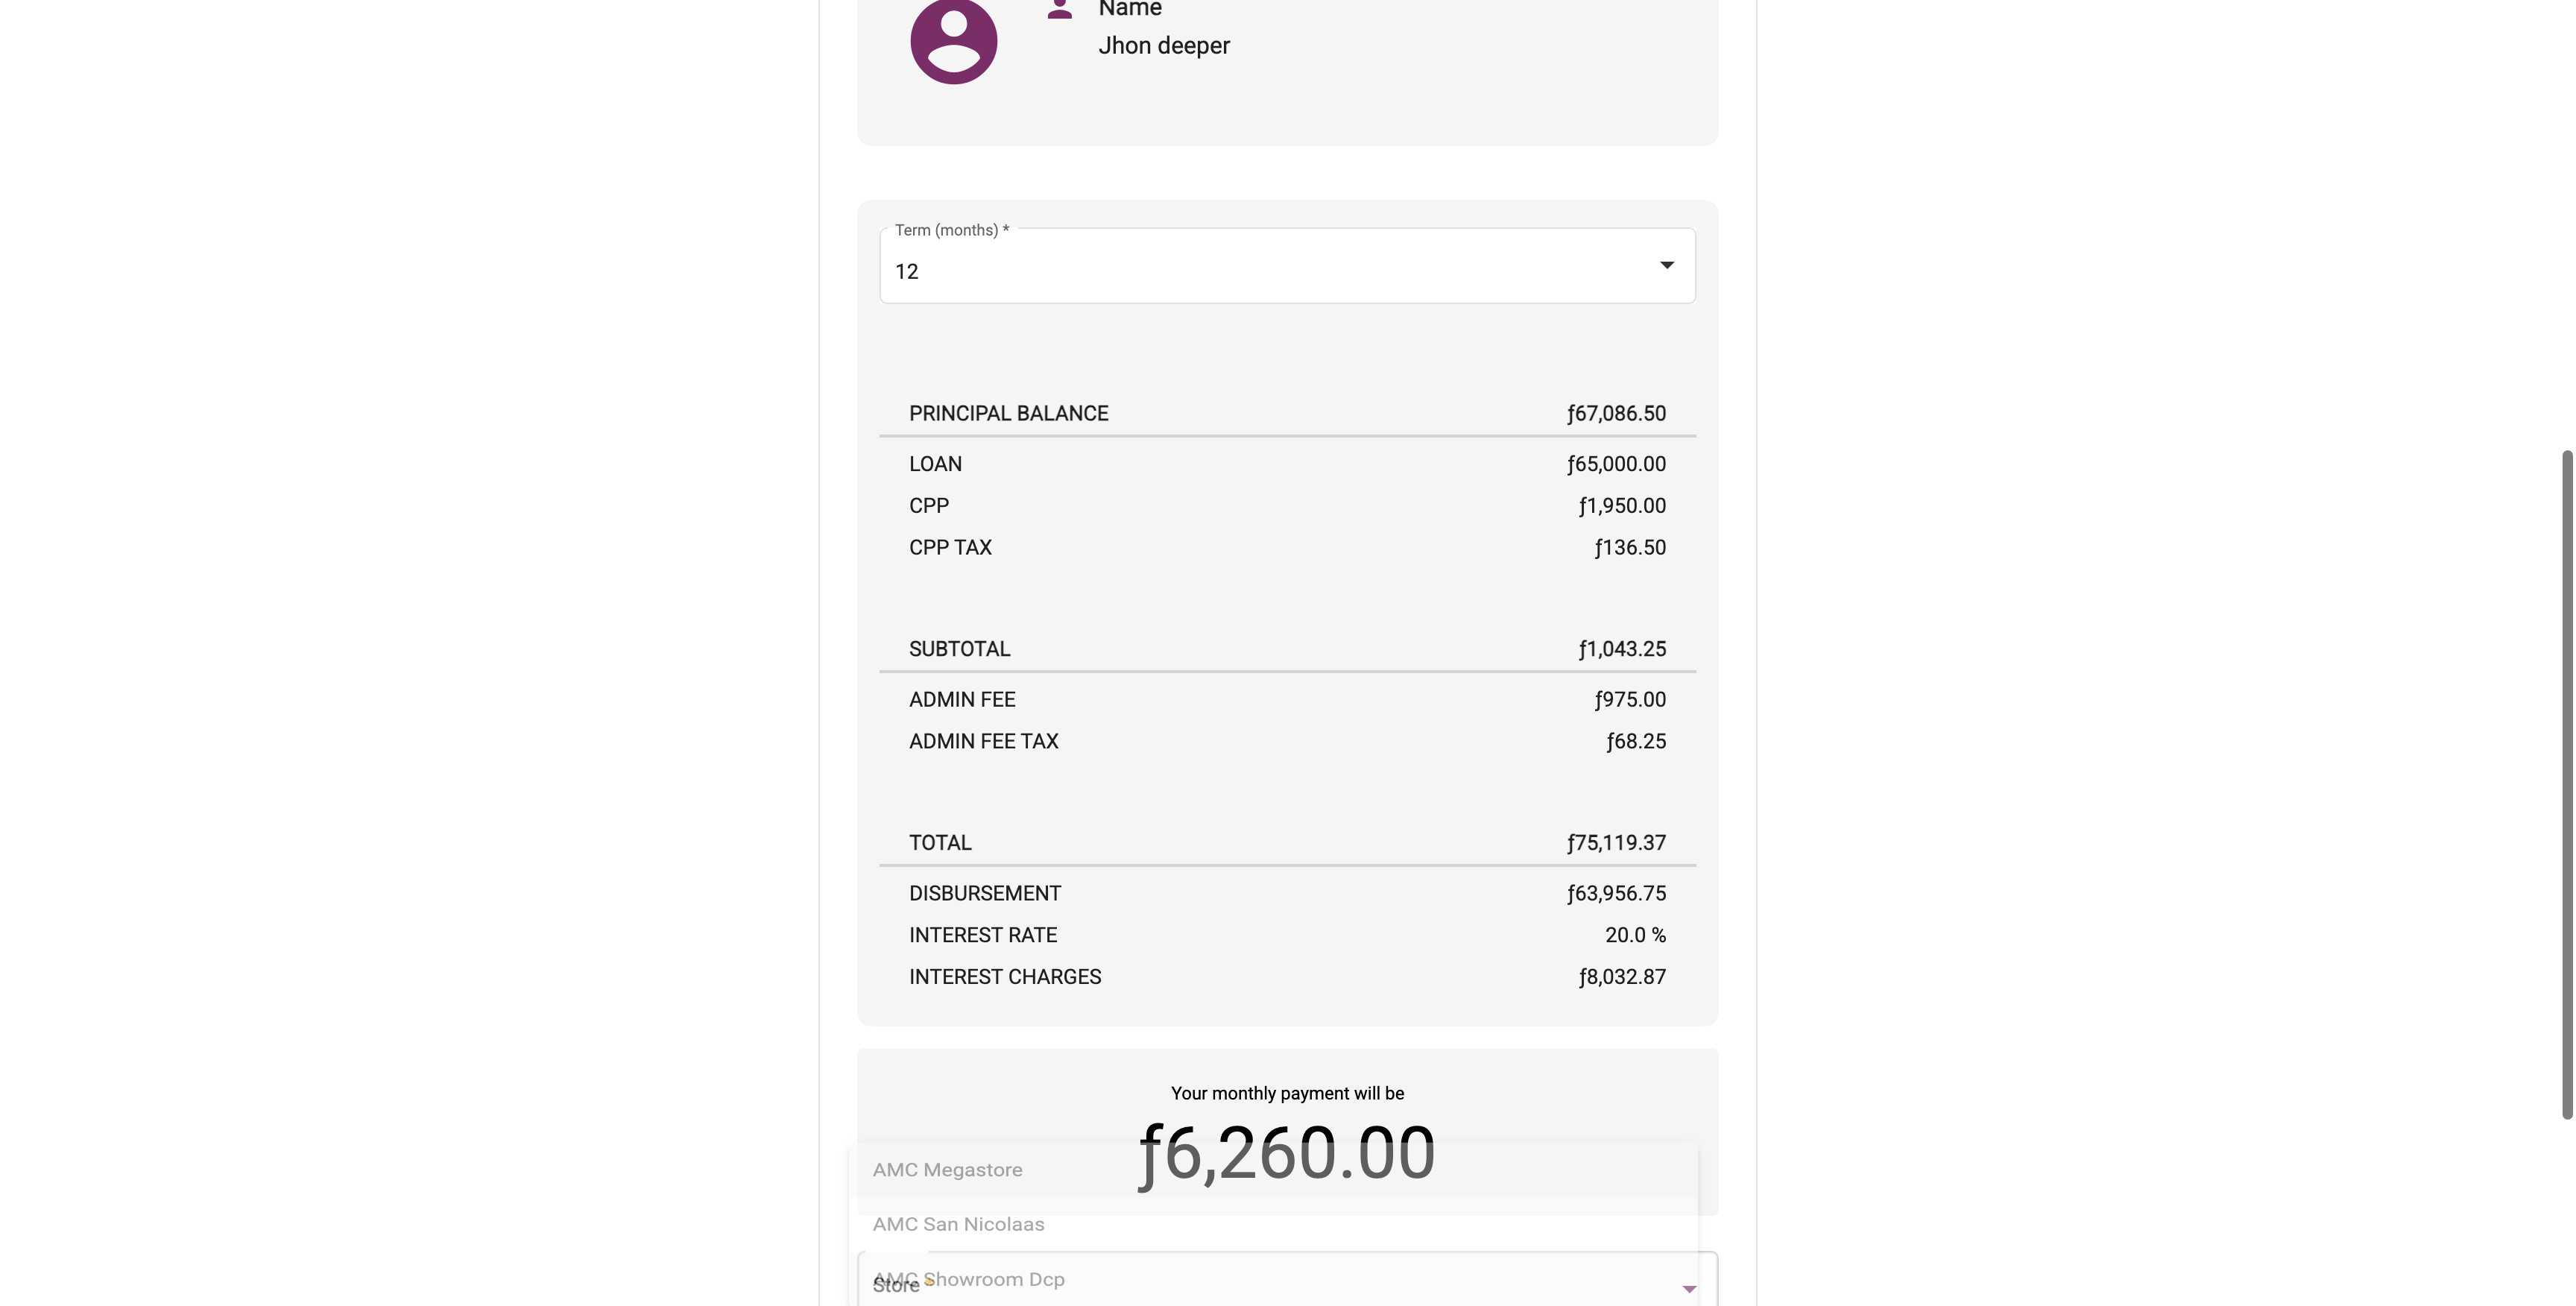 Name
Jhon deeper
Term (months) *
12
PRINCIPAL BALANCE ƒ67,086.50
LOAN ƒ65,000.00
CPP ƒ1,950.00
CPP TAX ƒ136.50
SUBTOTAL ƒ1,043.25
ADMIN FEE ƒ975.00
ADMIN FEE TAX ƒ68.25
TOTAL ƒ75,119.37
DISBURSEMENT ƒ63,956.75
INTEREST RATE 20.0 %
INTEREST CHARGES ƒ8,032.87
Your monthly payment will be
ƒ6,260.00
AMC Megastore
AMC San Nicolaas
AMC Showroom Dcp
Store *